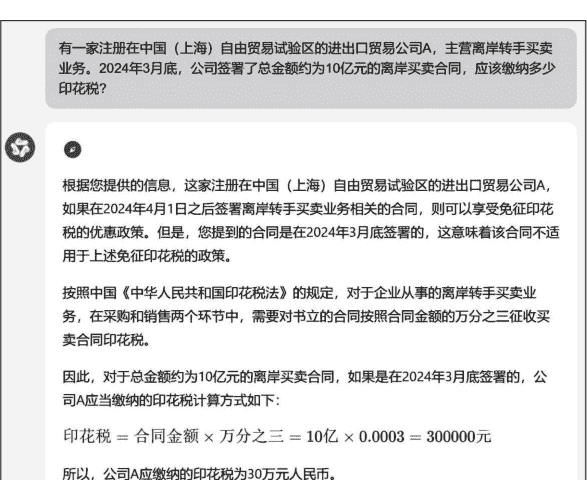 有一家注册在中国（上海）自由贸易试验区的进出口贸易公司A，主营离岸转手买卖
业务。2024年3月底，公司签署了总金额约为10亿元的离岸买卖合同，应该缴纳多少
印花税？
根据您提供的信息，这家注册在中国（上海）自由贸易试验区的进出口贸易公司A，
如果在2024年4月1日之后签署离岸转手买卖业务相关的合同，则可以享受免征印花
税的优惠政策。但是，您提到的合同是在2024年3月底签署的，这意味着该合同不适
用于上述免征印花税的政策。
按照中国《中华人民共和国印花税法》的规定，对于企业从事的离岸转手买卖业
务，在采购和销售两个环节中，需要对书立的合同按照合同金额的万分之三征收买
卖合同印花税。
因此，对于总金额约为10亿元的离岸买卖合同，如果是在2024年3月底签署的，公
司A应当缴纳的印花税计算方式如下：
印花税 = 合同金额 × 万分之三 = 10亿 × 0.0003 = 300000元
所以，公司A应缴纳的印花税为30万元人民币。